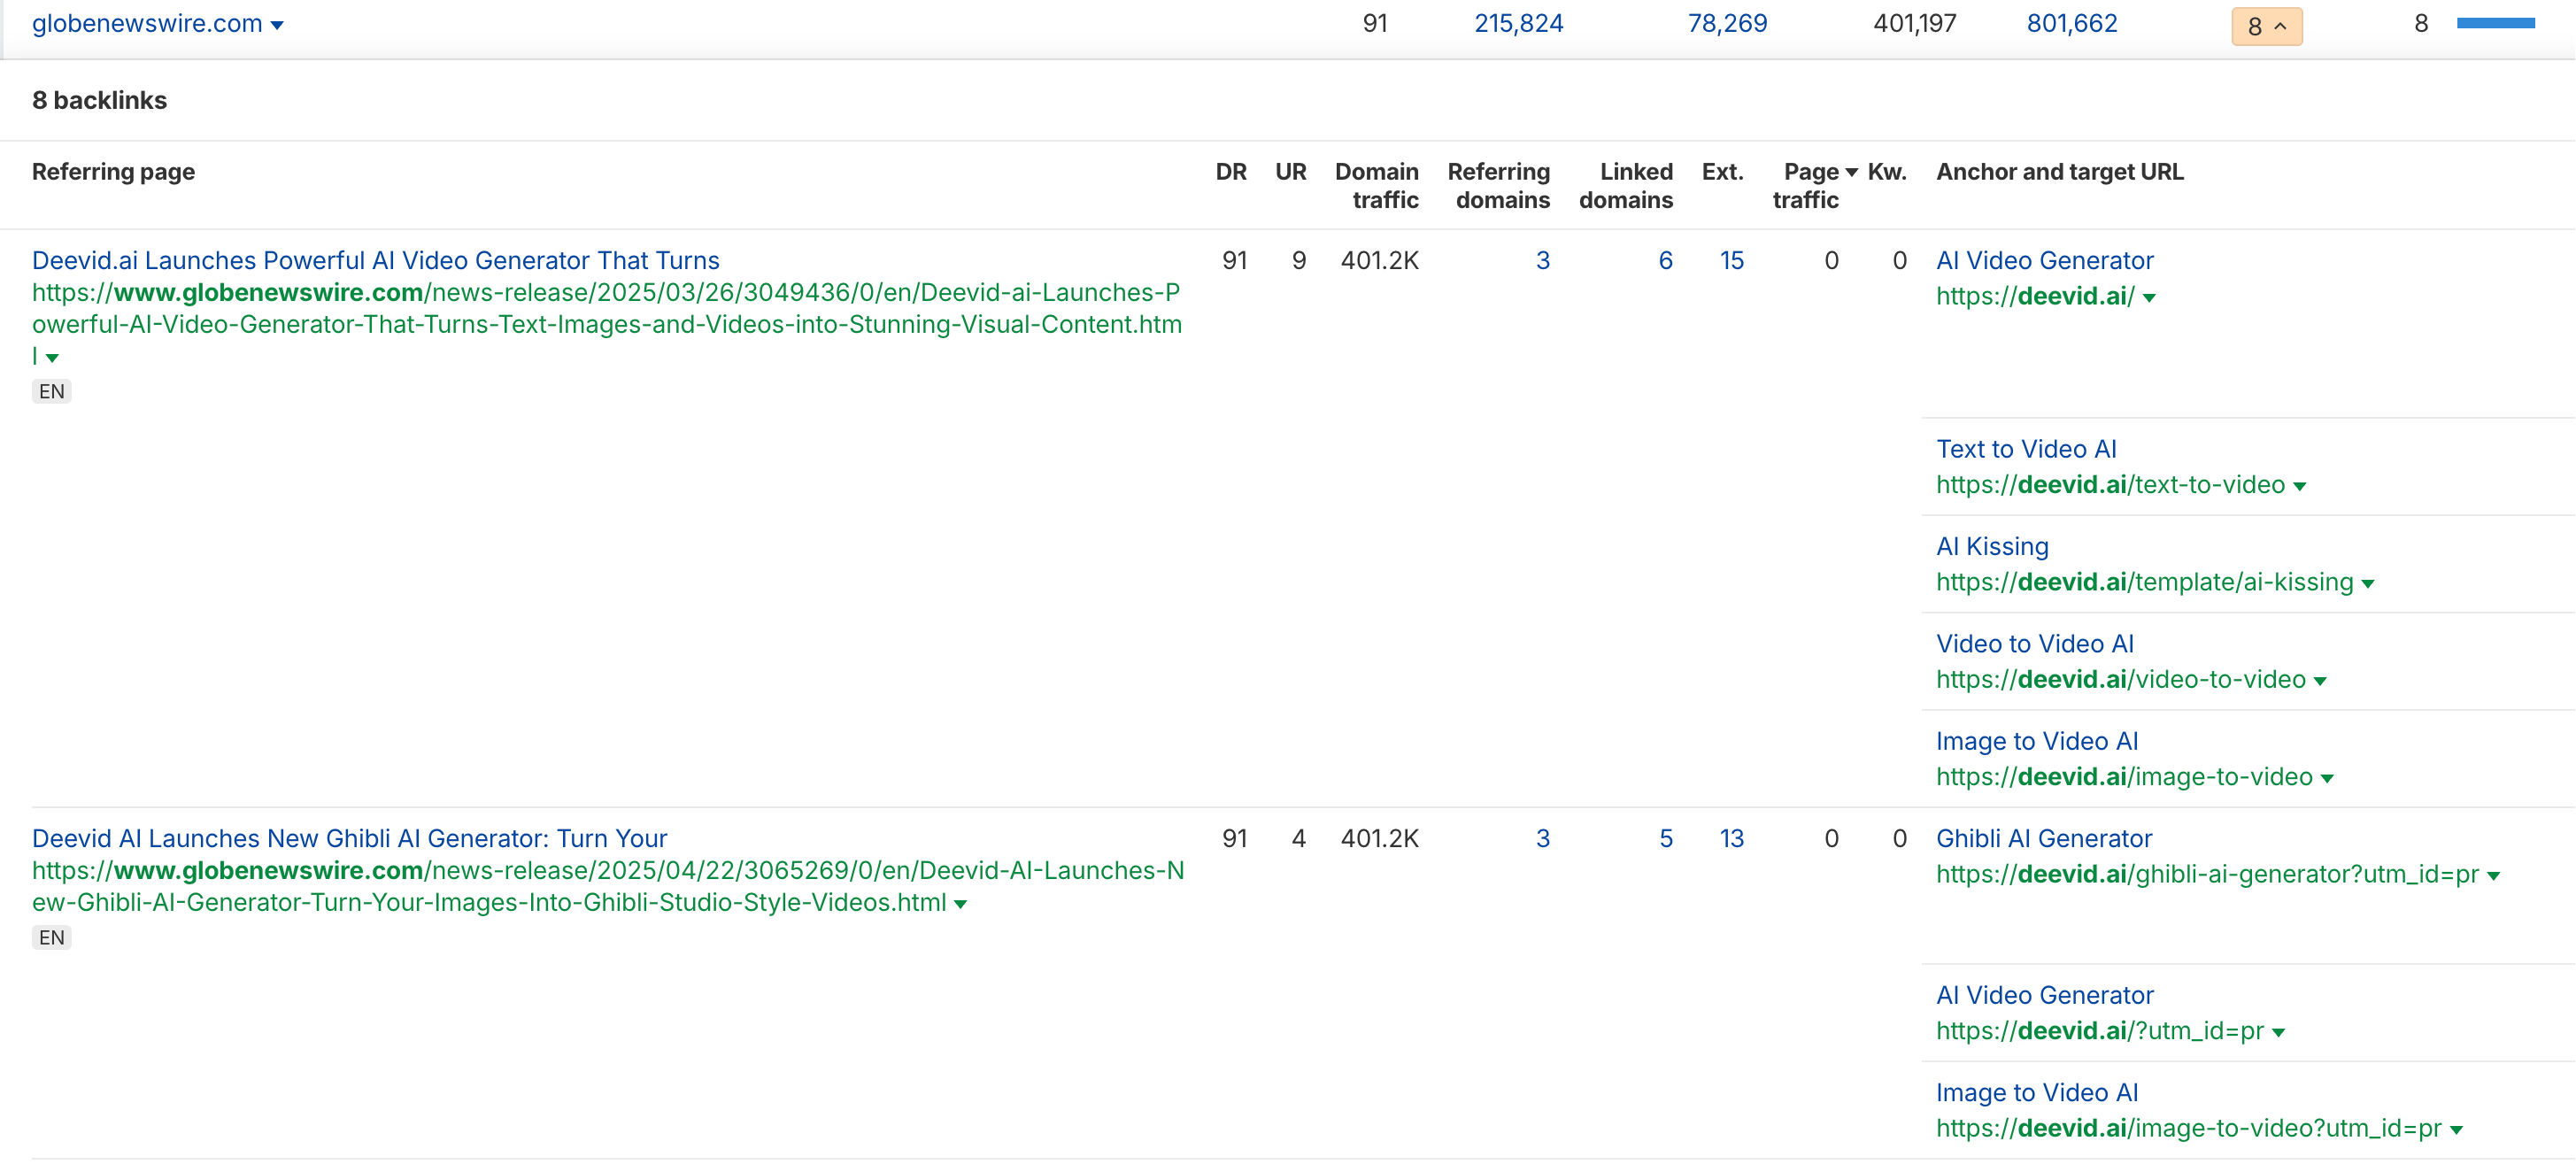 globenewswire.com 91 215,824 78,269 401,197 801,662 8 8
8 backlinks
Referring page DR UR Domain traffic Referring domains Linked domains Ext. Page traffic Kw. Anchor and target URL
Deevid.ai Launches Powerful AI Video Generator That Turns 91 9 401.2K 3 6 15 0 0 AI Video Generator
https://www.globenewswire.com/news-release/2025/03/26/3049436/0/en/Deevid-ai-Launches-P
owerful-AI-Video-Generator-That-Turns-Text-Images-and-Videos-into-Stunning-Visual-Content.htm
l
EN
https://deevid.ai/
Text to Video AI
https://deevid.ai/text-to-video
AI Kissing
https://deevid.ai/template/ai-kissing
Video to Video AI
https://deevid.ai/video-to-video
Image to Video AI
https://deevid.ai/image-to-video
Deevid AI Launches New Ghibli AI Generator: Turn Your 91 4 401.2K 3 5 13 0 0 Ghibli AI Generator
https://www.globenewswire.com/news-release/2025/04/22/3065269/0/en/Deevid-AI-Launches-N
ew-Ghibli-AI-Generator-Turn-Your-Images-Into-Ghibli-Studio-Style-Videos.html
EN
https://deevid.ai/ghibli-ai-generator?utm_id=pr
AI Video Generator
https://deevid.ai/?utm_id=pr
Image to Video AI
https://deevid.ai/image-to-video?utm_id=pr